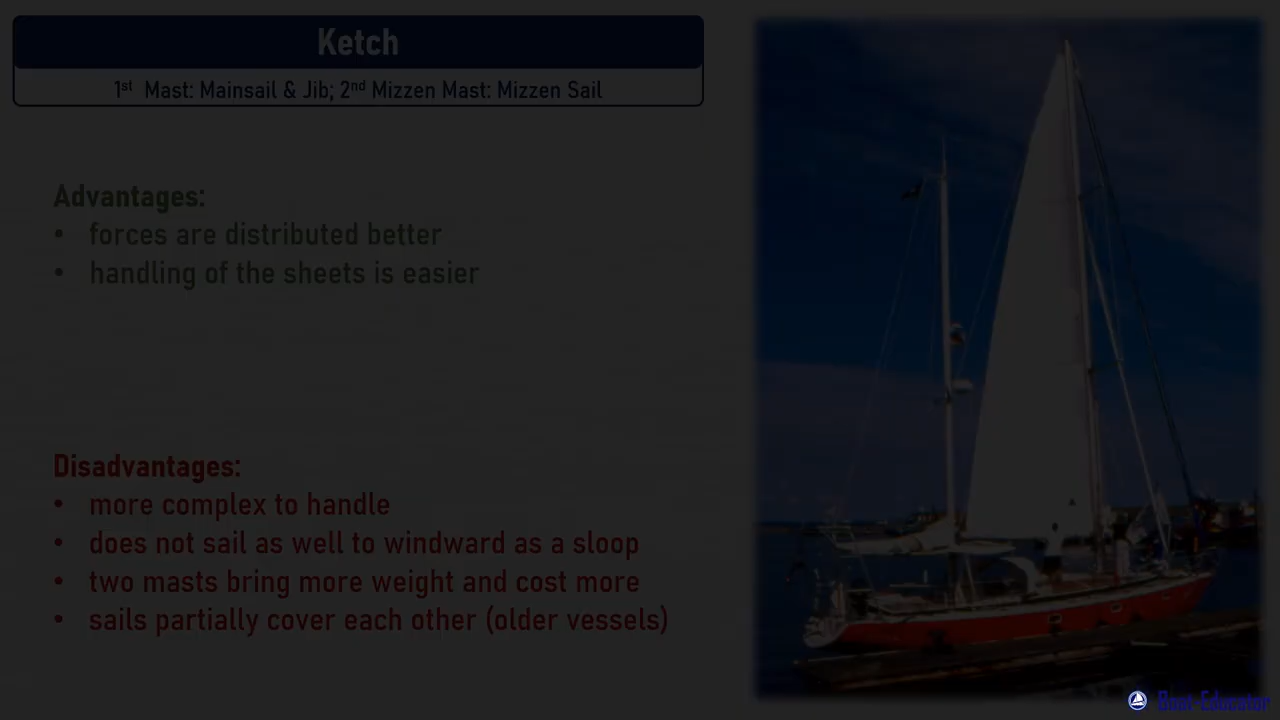 Ketch
1st Mast: Mainsail & Jib; 2nd Mizzen Mast: Mizzen Sail
Advantages:
• forces are distributed better
• handling of the sheets is easier
Disadvantages:
• more complex to handle
• does not sail as well to windward as a sloop
• two masts bring more weight and cost more
• sails partially cover each other (older vessels)
Boat-Educator